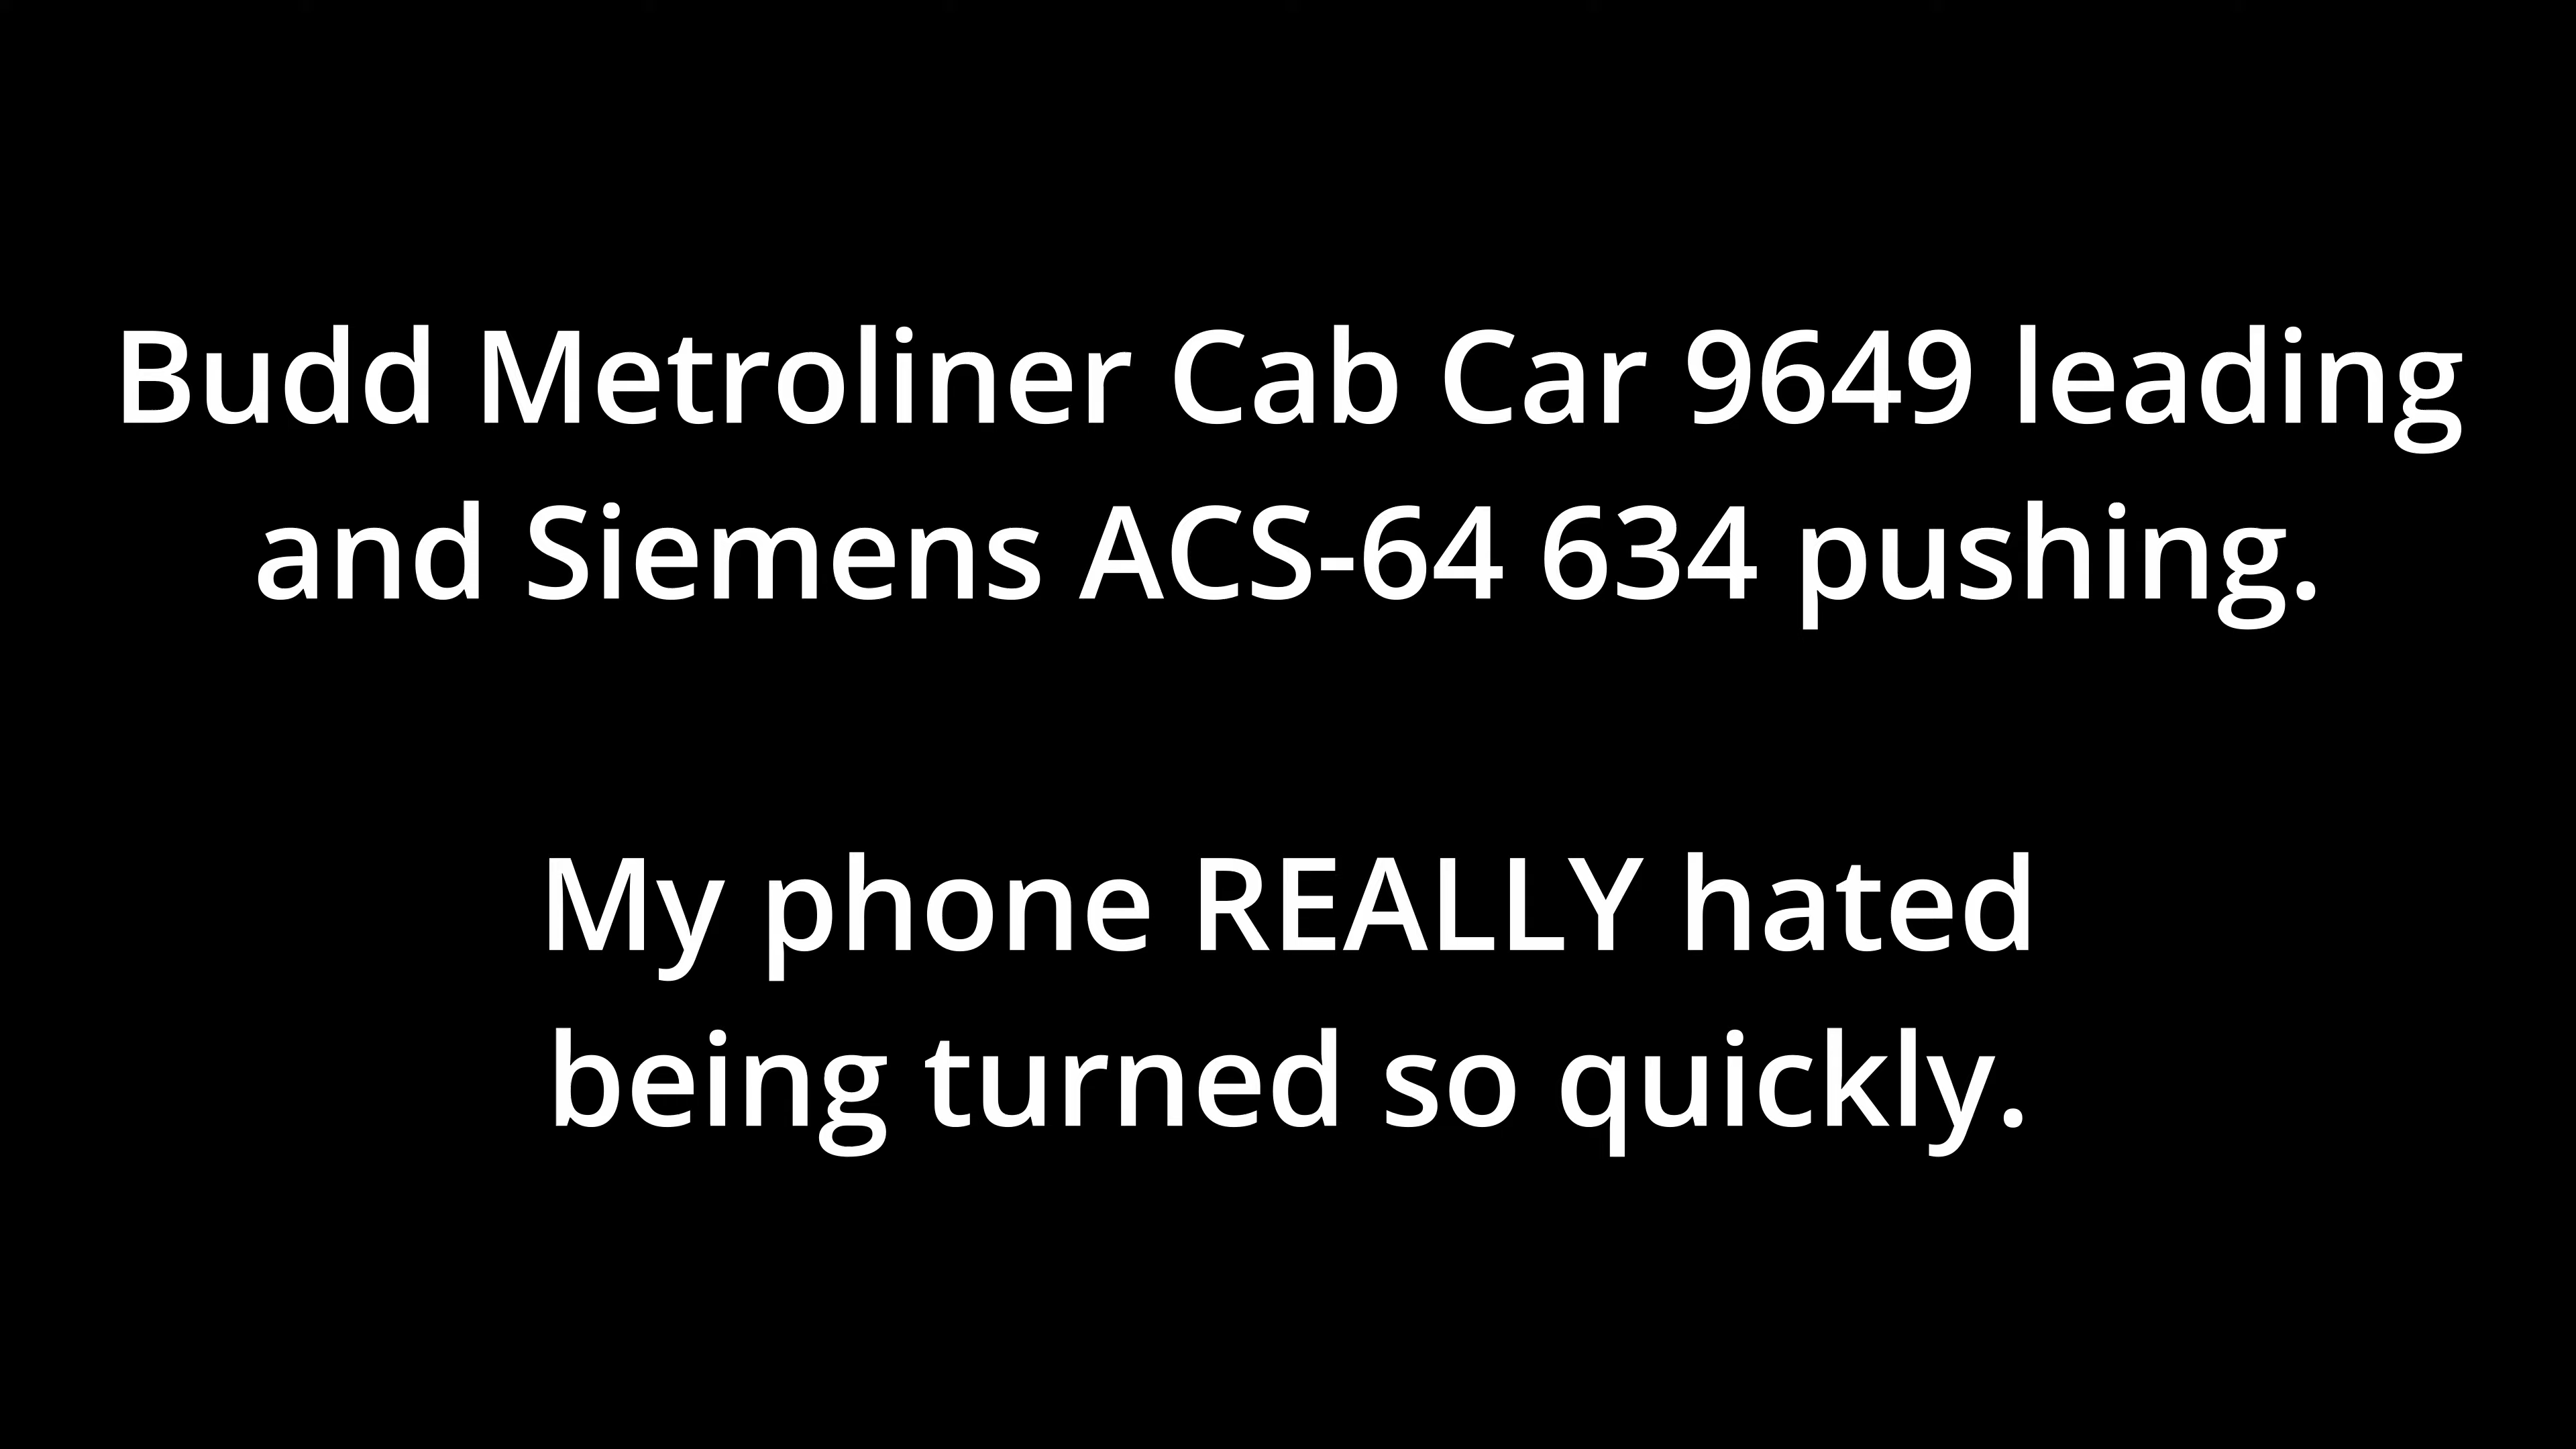 Budd Metroliner Cab Car 9649 leading
and Siemens ACS-64 634 pushing.
My phone REALLY hated
being turned so quickly.